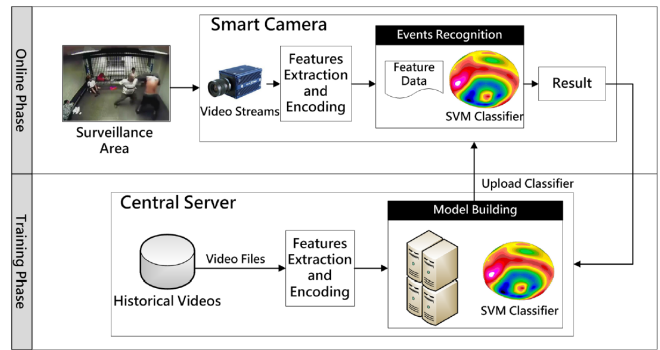 Online Phase
Smart Camera
Surveillance
Area
Video Streams
Features
Extraction
and
Encoding
Events Recognition
Feature
Data
SVM Classifier
Result
Upload Classifier
Training Phase
Central Server
Historical Videos
Video Files
Features
Extraction
and
Encoding
Model Building
SVM Classifier